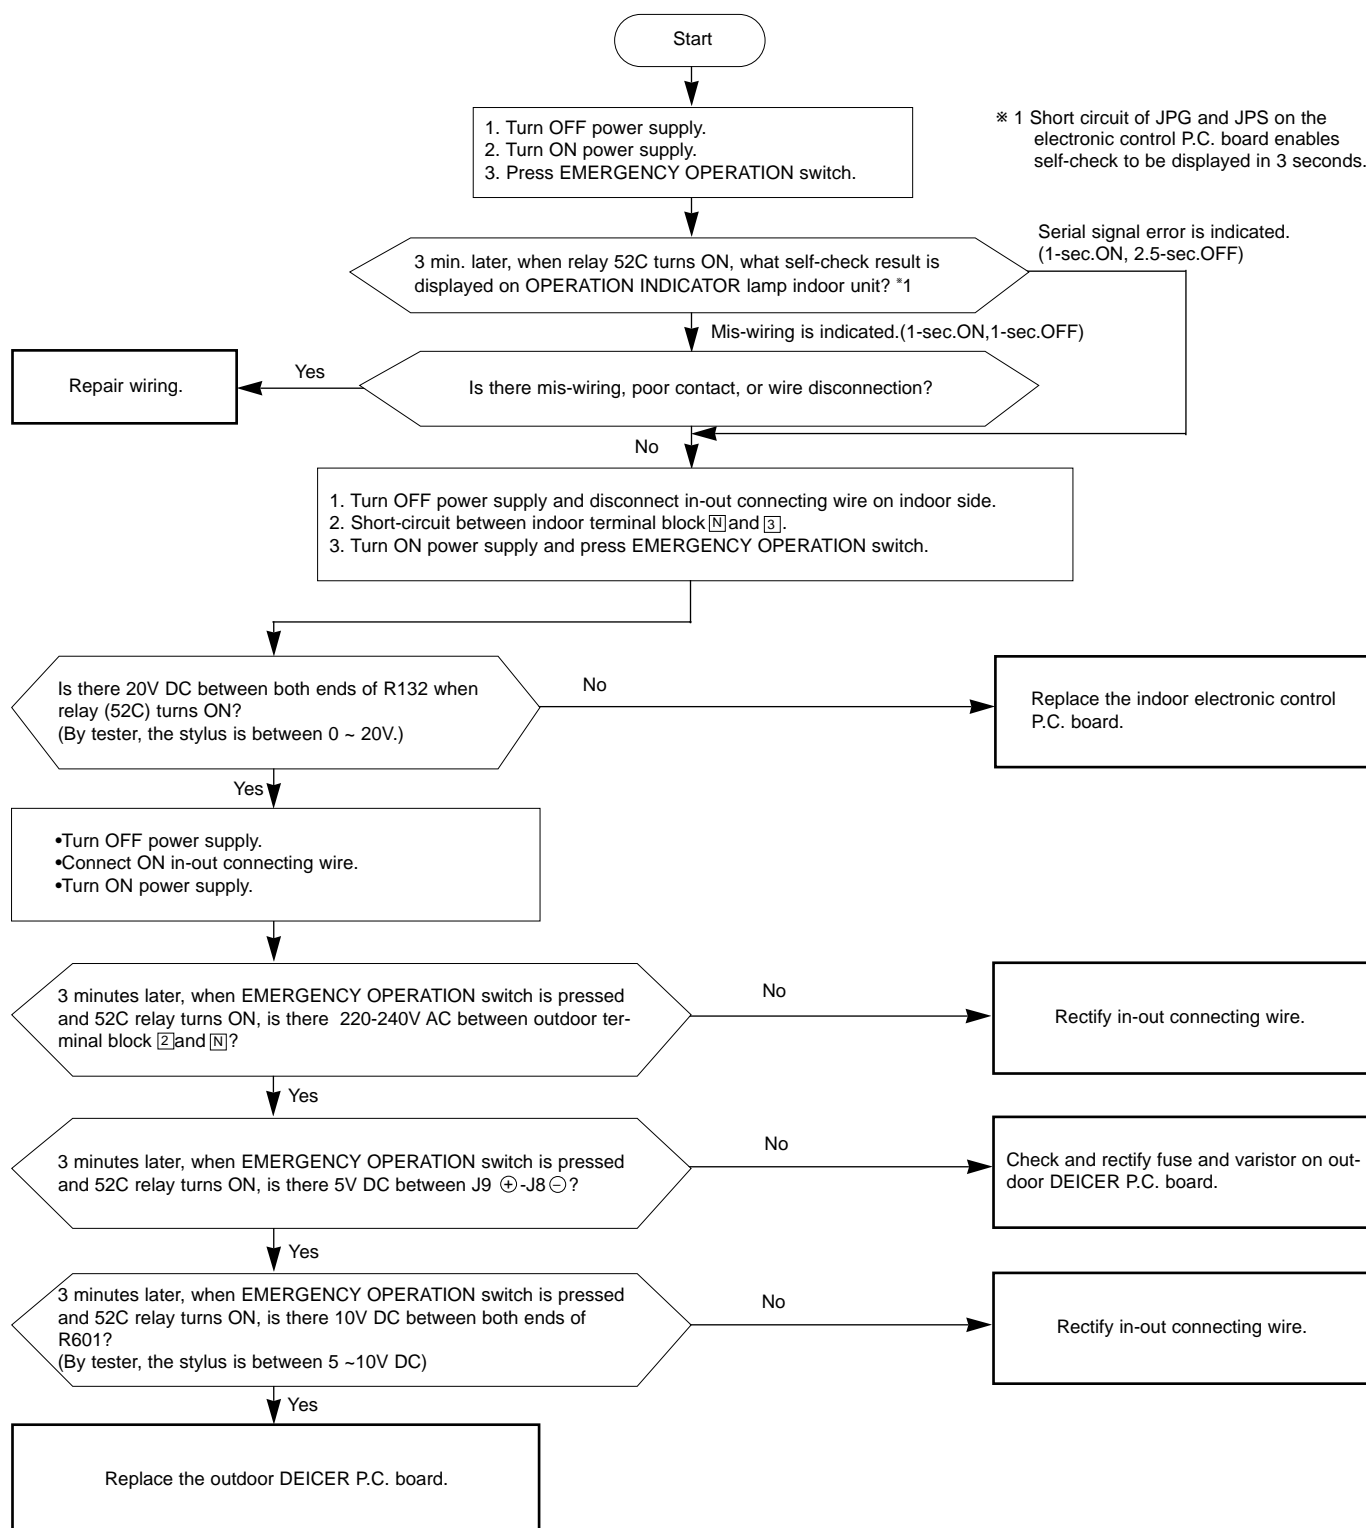 Start
1. Turn OFF power supply.
2. Turn ON power supply.
3. Press EMERGENCY OPERATION switch.
※ 1 Short circuit of JPG and JPS on the
electronic control P.C. board enables
self-check to be displayed in 3 seconds.
Serial signal error is indicated.
(1-sec.ON, 2.5-sec.OFF)
3 min. later, when relay 52C turns ON, what self-check result is
displayed on OPERATION INDICATOR lamp indoor unit? ※1
Mis-wiring is indicated.(1-sec.ON,1-sec.OFF)
Repair wiring.
Yes
Is there mis-wiring, poor contact, or wire disconnection?
No
1. Turn OFF power supply and disconnect in-out connecting wire on indoor side.
2. Short-circuit between indoor terminal block N and 3.
3. Turn ON power supply and press EMERGENCY OPERATION switch.
Is there 20V DC between both ends of R132 when
relay (52C) turns ON?
(By tester, the stylus is between 0 ~ 20V.)
No
Replace the indoor electronic control
P.C. board.
Yes
•Turn OFF power supply.
•Connect ON in-out connecting wire.
•Turn ON power supply.
3 minutes later, when EMERGENCY OPERATION switch is pressed
and 52C relay turns ON, is there 220-240V AC between outdoor ter-
minal block 2 and N?
No
Rectify in-out connecting wire.
Yes
3 minutes later, when EMERGENCY OPERATION switch is pressed
and 52C relay turns ON, is there 5V DC between J9 ⊕-J8 ⊖?
No
Check and rectify fuse and varistor on out-
door DEICER P.C. board.
Yes
3 minutes later, when EMERGENCY OPERATION switch is pressed
and 52C relay turns ON, is there 10V DC between both ends of
R601?
(By tester, the stylus is between 5 ~10V DC)
No
Rectify in-out connecting wire.
Yes
Replace the outdoor DEICER P.C. board.